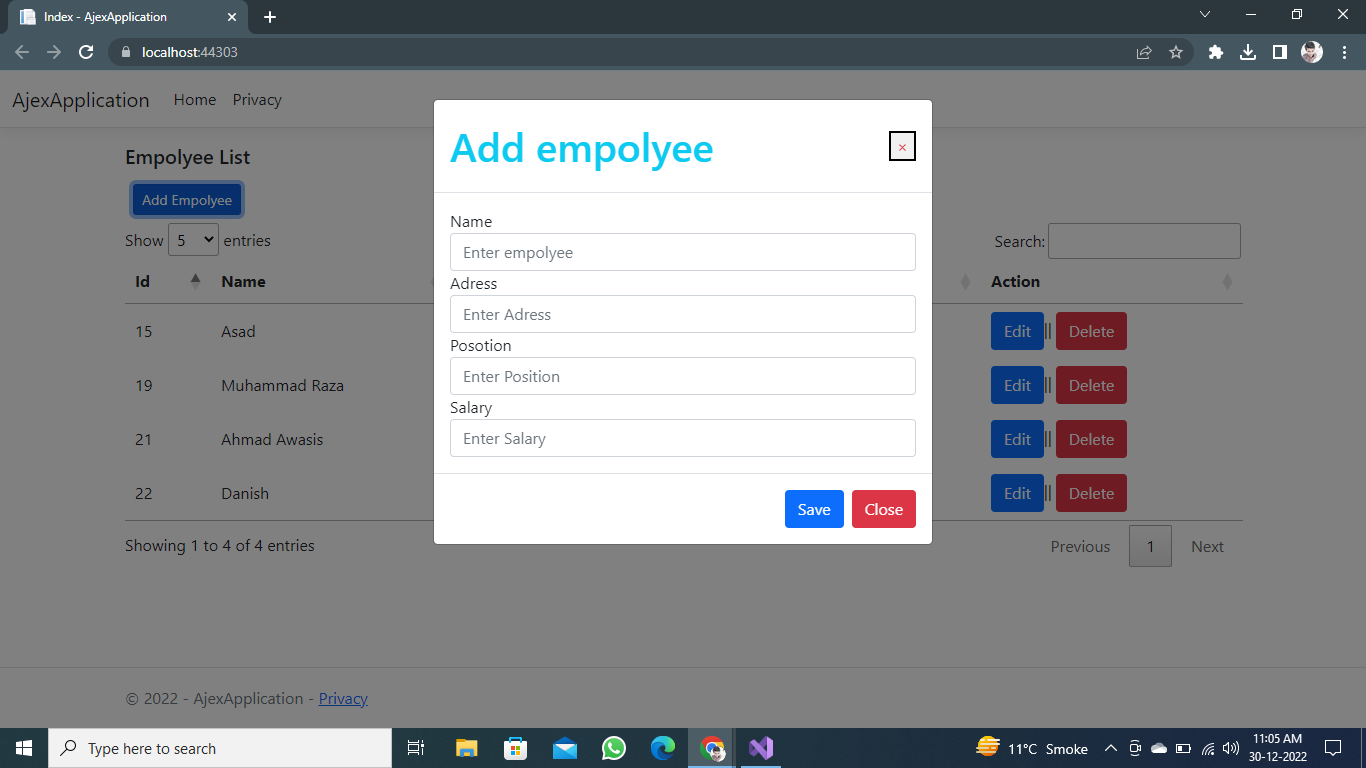 Index - AjexApplication
localhost:44303
AjexApplication Home Privacy
Empolyee List
Add Empolyee
Show 5 entries
Search:
Id Name Action
15 Asad Edit || Delete
19 Muhammad Raza Edit || Delete
21 Ahmad Awasis Edit || Delete
22 Danish Edit || Delete
Showing 1 to 4 of 4 entries
Previous 1 Next
Add empolyee ×
Name
Enter empolyee
Adress
Enter Adress
Posotion
Enter Position
Salary
Enter Salary
Save Close
© 2022 - AjexApplication - Privacy
Type here to search
11°C Smoke
11:05 AM
30-12-2022